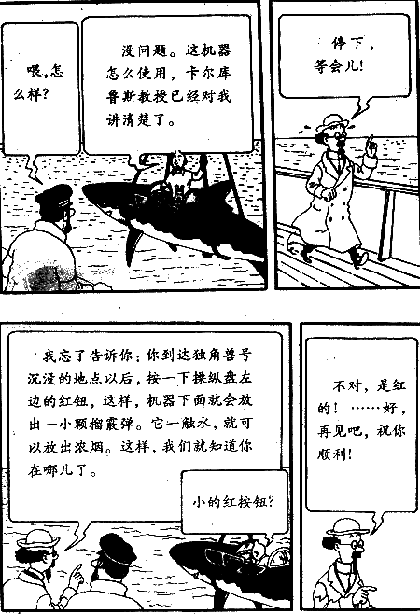 喂,怎
么样？
没问题。这机器
怎么使用，卡尔库
鲁斯教授已经对我
讲清楚了。
停下，
等会儿！
我忘了告诉你：你到达独角兽号
沉没的地点以后，按一下操纵盘左
边的红钮，这样，机器下面就会放
出一小颗捣震弹。它一触水，就可
以放出浓烟。这样，我们就知道你
在哪儿了。
小的红按钮？
不对，是红
的！……好，
再见吧，祝你
顺利！